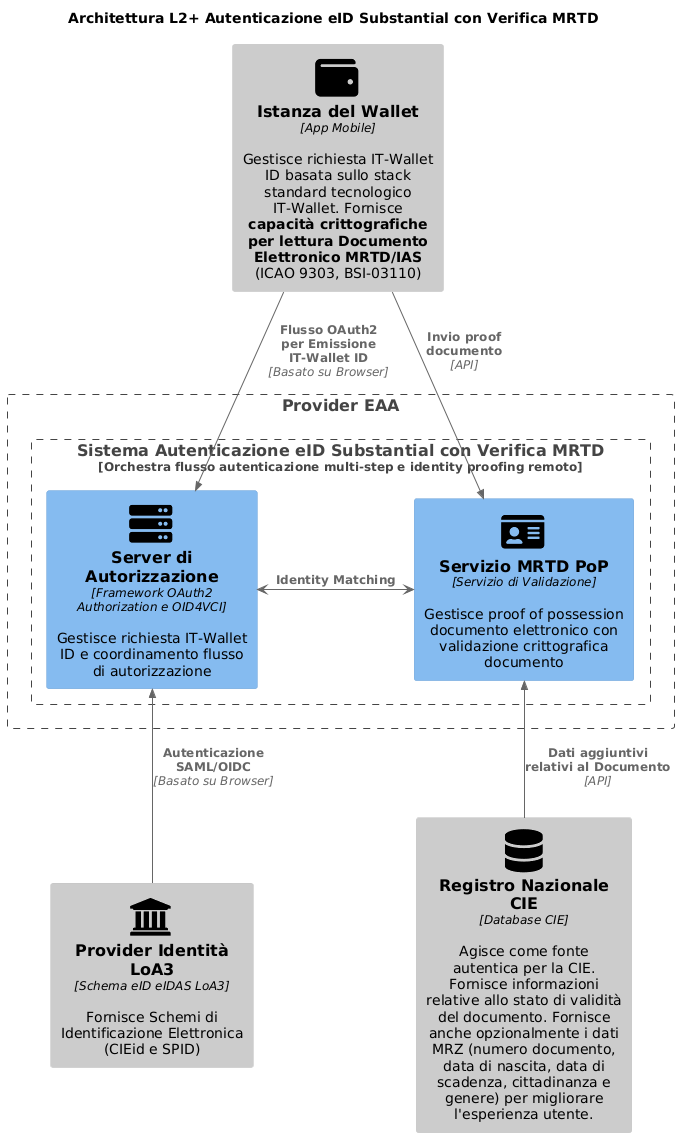 Architettura L2+ Autenticazione eID Substantial con Verifica MRTD
Istanza del Wallet
[App Mobile]
Gestisce richiesta IT-Wallet
ID basata sullo stack
standard tecnologico
IT-Wallet. Fornisce
capacità crittografiche
per lettura Documento
Elettronico MRTD/IAS
(ICAO 9303, BSI-03110)
Flusso OAuth2
per Emissione
IT-Wallet ID
[Basato su Browser]
Invio proof
documento
[API]
Provider EAA
Sistema Autenticazione eID Substantial con Verifica MRTD
[Orchestra flusso autenticazione multi-step e identity proofing remoto]
Server di
Autorizzazione
[Framework OAuth2
Authorization e OID4VCI]
Gestisce richiesta IT-Wallet
ID e coordinamento flusso
di autorizzazione
Identity Matching
Servizio MRTD PoP
[Servizio di Validazione]
Gestisce proof of possession
documento elettronico con
validazione crittografica
documento
Autenticazione
SAML/OIDC
[Basato su Browser]
Dati aggiuntivi
relativi al Documento
[API]
Provider Identità
LoA3
[Schema eID eIDAS LoA3]
Fornisce Schemi di
Identificazione Elettronica
(CIEid e SPID)
Registro Nazionale
CIE
[Database CIE]
Agisce come fonte
autentica per la CIE.
Fornisce informazioni
relative allo stato di validità
del documento. Fornisce
anche opzionalmente i dati
MRZ (numero documento,
data di nascita, data di
scadenza, cittadinanza e
genere) per migliorare
l'esperienza utente.